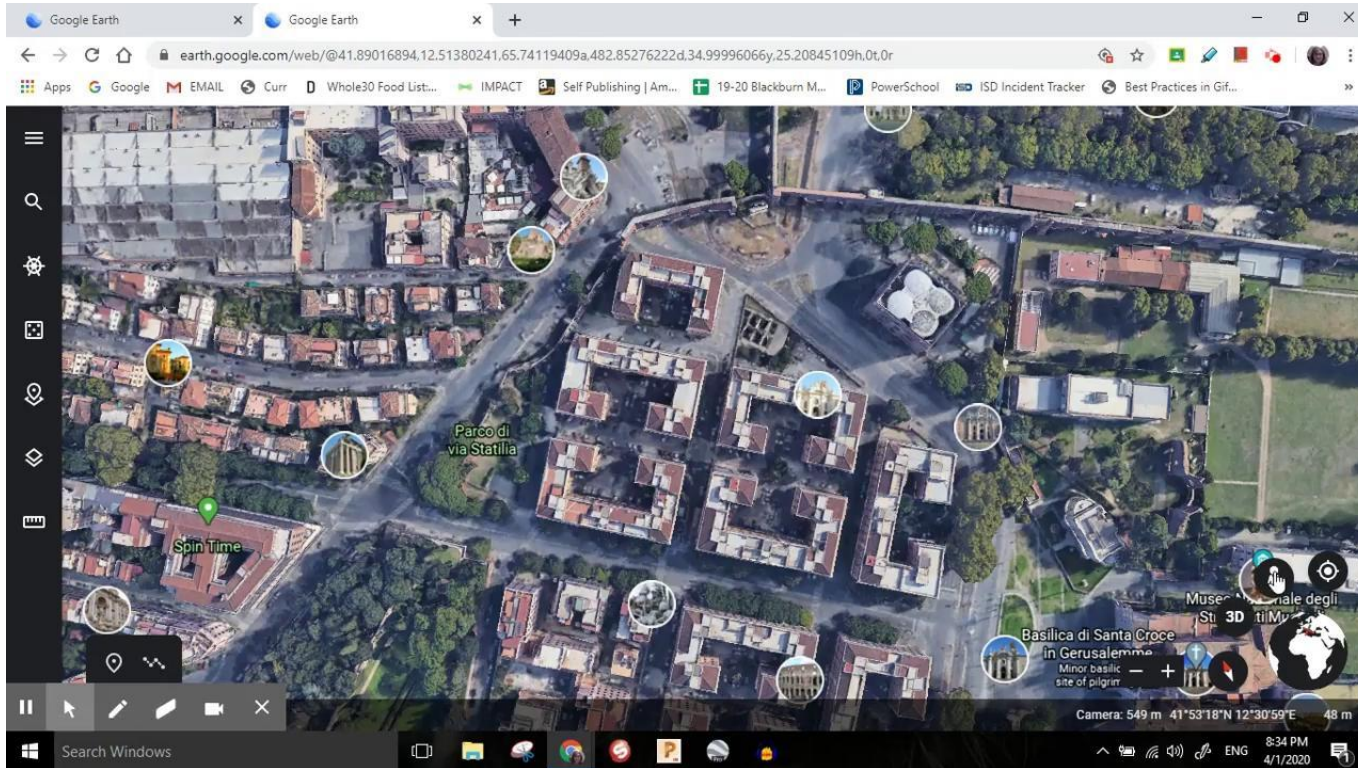 Google Earth
Google Earth
earth.google.com/web/@41.89016894,12.51380241,65.74119409a,482.85276222d,34.99996066y,25.20845109h,0t,0r
Apps Google EMAIL Curr Whole30 Food List:... IMPACT Self Publishing | Am... 19-20 Blackburn M... PowerSchool ISD Incident Tracker Best Practices in Gif... »
Parco di
via Statilia
Spin Time
Museo degli
3D
Basilica di Santa Croce
in Gerusalemme
Minor basilic
site of pilgrim
Camera: 549 m 41°53'18"N 12°30'59"E 48 m
Search Windows
ENG
8:34 PM
4/1/2020
1